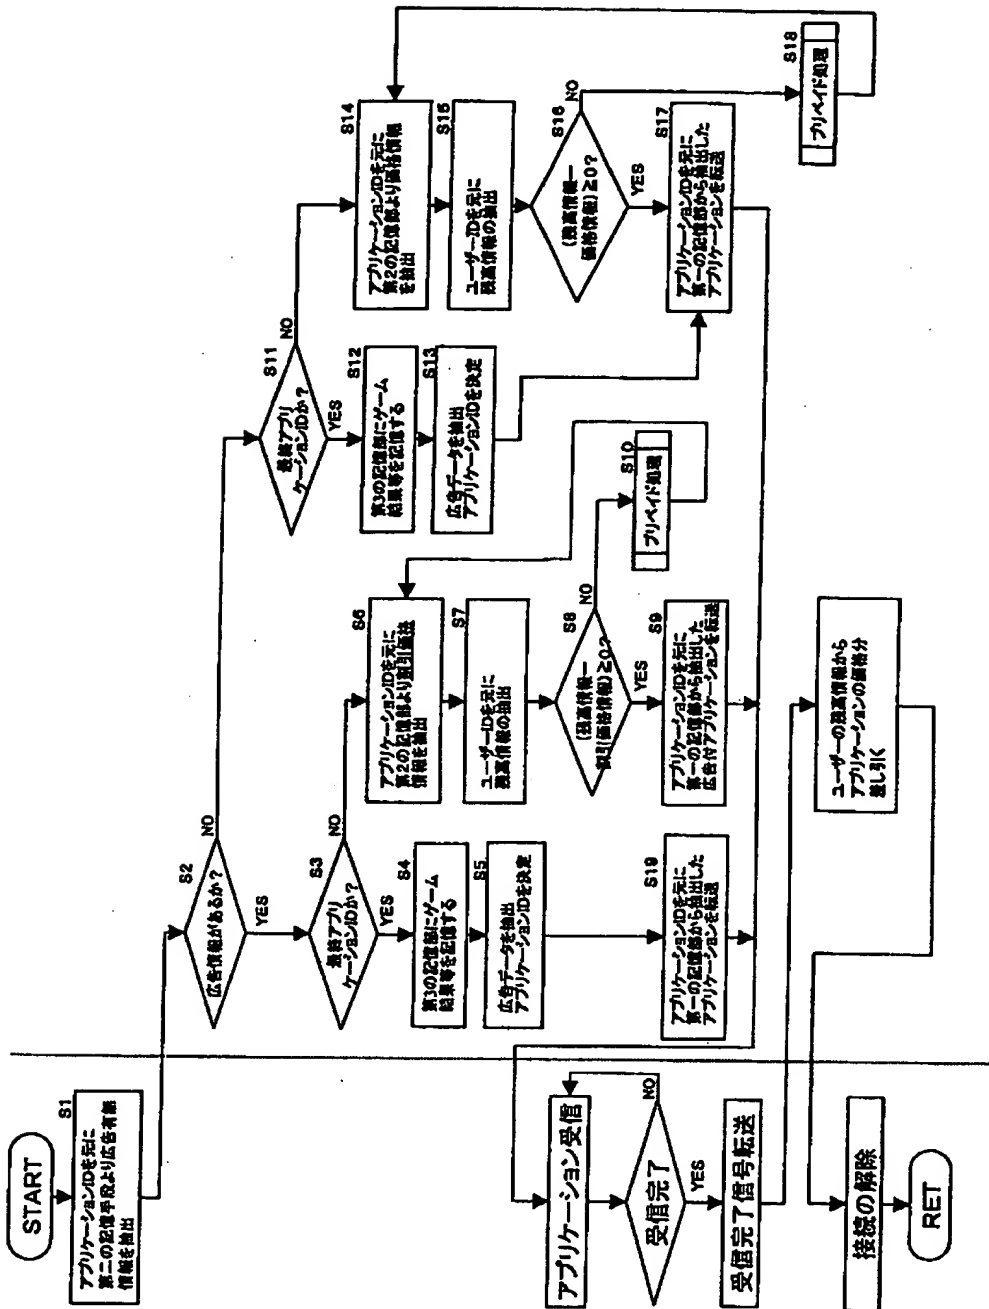 START
S1
アプリケーションIDを元に
第二の記憶手段より広告有無
情報を抽出
S2
広告情報があるか?
NO
YES
S3
最終アプリ
ケーションIDか?
NO
YES
S4
第3の記憶部にゲーム
結果等を記憶する
S5
広告データを抽出
アプリケーションIDを決定
S19
アプリケーションIDを元に
第一の記憶部から抽出した
アプリケーションを転送
S6
アプリケーションIDを元に
第2の記憶部より割引価格
情報を抽出
S7
ユーザーIDを元に
残高情報の抽出
S8
(残高情報ー
割引価格情報)≧0?
NO
YES
S9
アプリケーションIDを元に
第一の記憶部から抽出した
広告付アプリケーションを転送
S10
プリペイド処理
S11
最終アプリ
ケーションIDか?
NO
YES
S12
第3の記憶部にゲーム
結果等を記憶する
S13
広告データを抽出
アプリケーションIDを決定
S14
アプリケーションIDを元に
第2の記憶部より価格情報
を抽出
S15
ユーザーIDを元に
残高情報の抽出
S16
(残高情報ー
価格情報)≧0?
NO
YES
S17
アプリケーションIDを元に
第一の記憶部から抽出した
アプリケーションを転送
S18
プリペイド処理
アプリケーション受信
受信完了
NO
YES
受信完了信号転送
ユーザーの残高情報から
アプリケーションの価格分
差し引く
接続の解除
RET